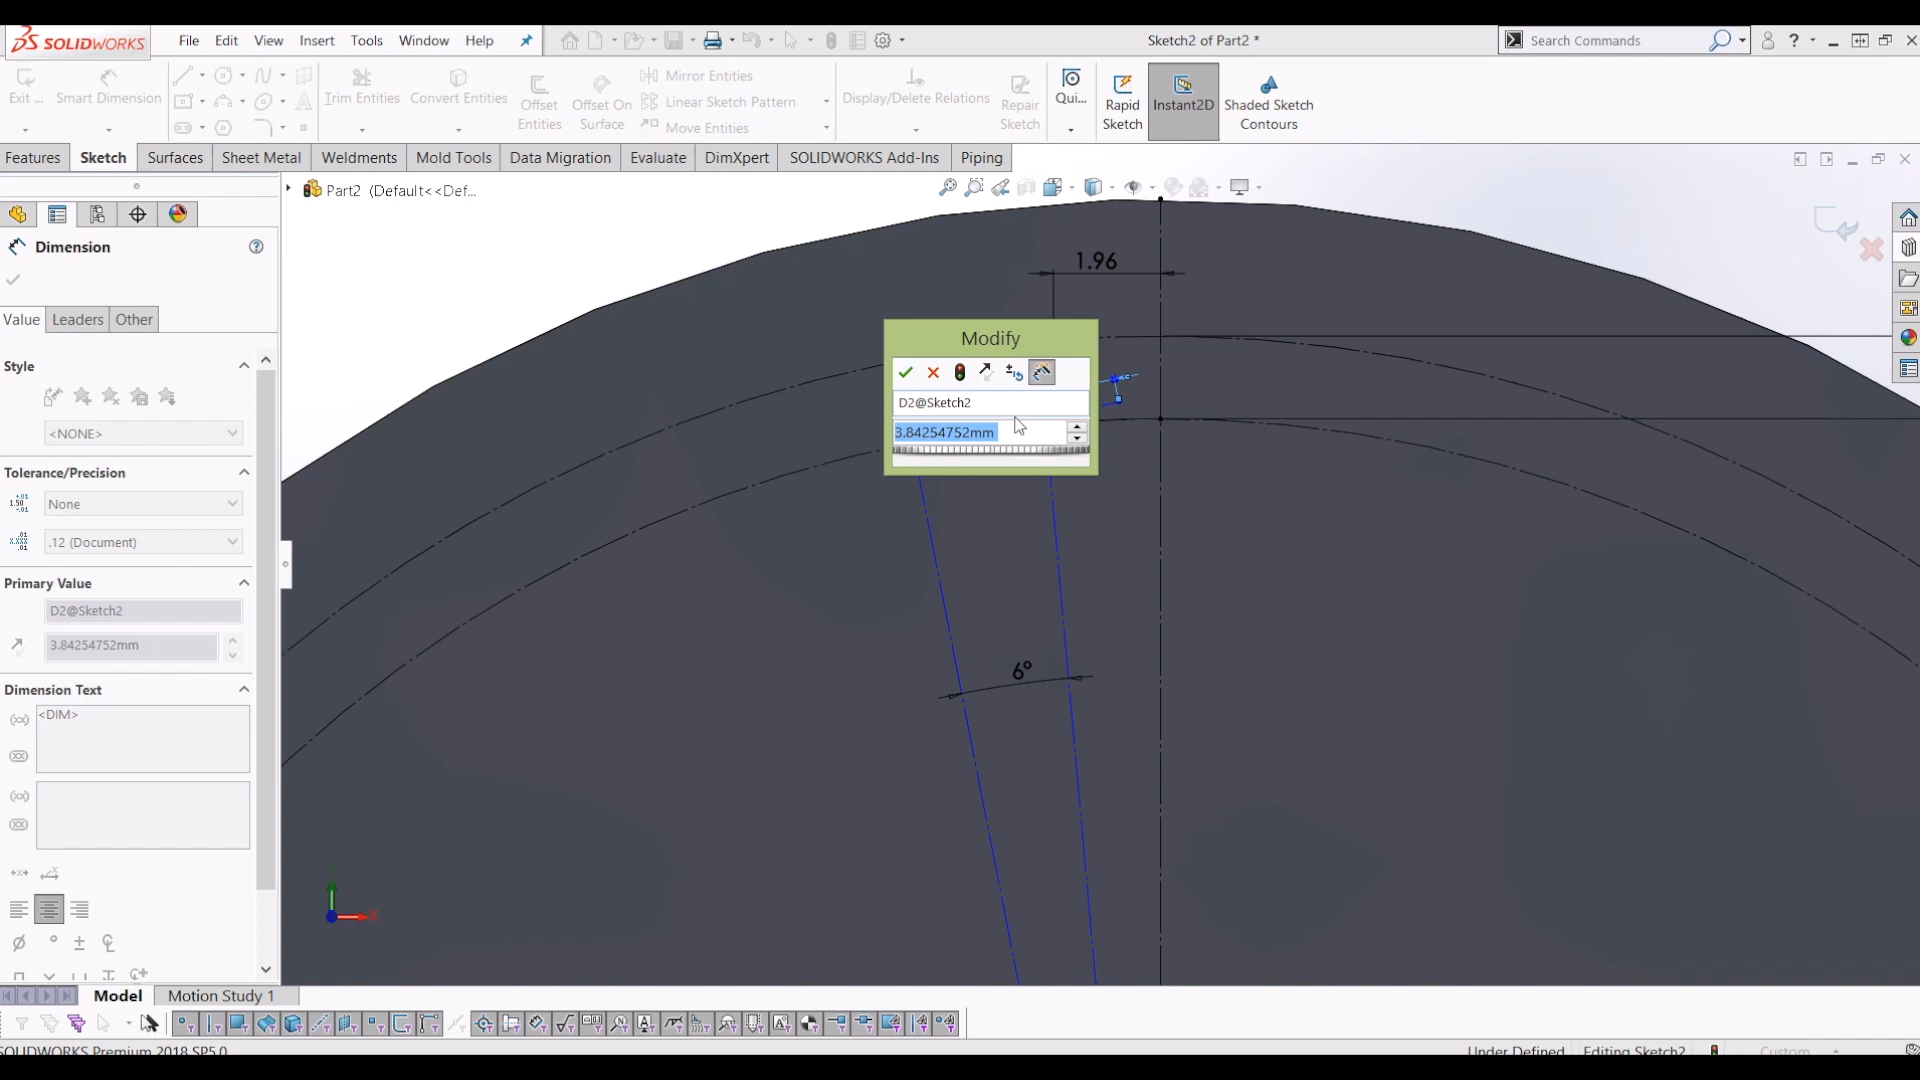 SOLIDWORKS File Edit View Insert Tools Window Help Sketch2 of Part2 * Search Commands ?
Exit ... Smart Dimension Trim Entities Convert Entities Offset Entities Offset On Surface Mirror Entities Linear Sketch Pattern Move Entities Display/Delete Relations Repair Sketch Qui... Rapid Sketch Instant2D Shaded Sketch Contours
Features Sketch Surfaces Sheet Metal Weldments Mold Tools Data Migration Evaluate DimXpert SOLIDWORKS Add-Ins Piping
Part2 (Default<<Def...
Dimension
Value Leaders Other
Style
<NONE>
Tolerance/Precision
None
.12 (Document)
Primary Value
D2@Sketch2
3.84254752mm
Dimension Text
<DIM>
1.96
Modify
D2@Sketch2
3.84254752mm
6°
X
Model Motion Study 1
SOLIDWORKS Premium 2018 SP5.0 Under Defined Editing Sketch2 Custom